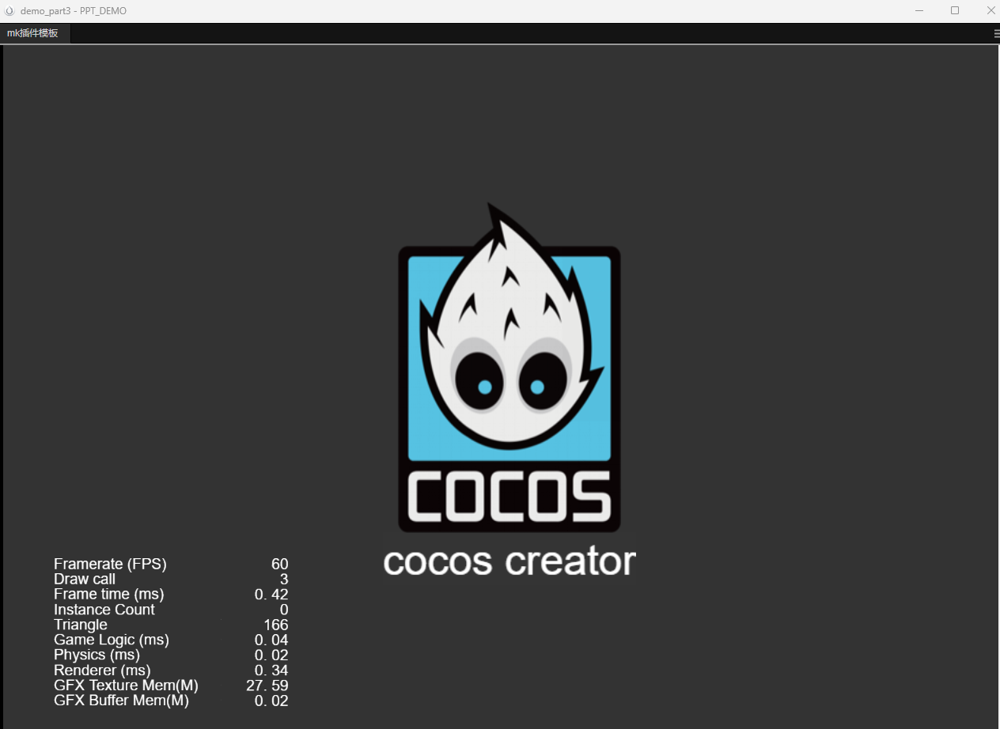 demo_part3 - PPT_DEMO
mk插件模板
COCOS
cocos creator
Framerate (FPS) 60
Draw call 3
Frame time (ms) 0. 42
Instance Count 0
Triangle 166
Game Logic (ms) 0. 04
Physics (ms) 0. 02
Renderer (ms) 0. 34
GFX Texture Mem(M) 27. 59
GFX Buffer Mem(M) 0. 02